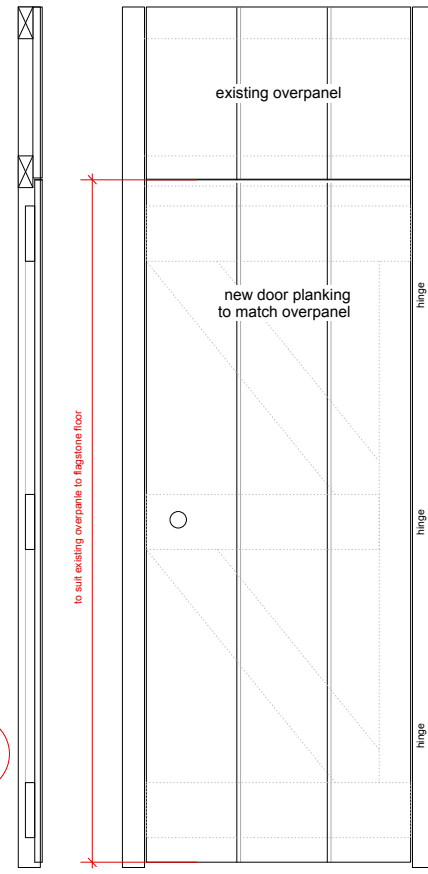 existing overpanel
new door planking
to match overpanel
hinge
to suit existing overpanle to flagstone floor
hinge
hinge